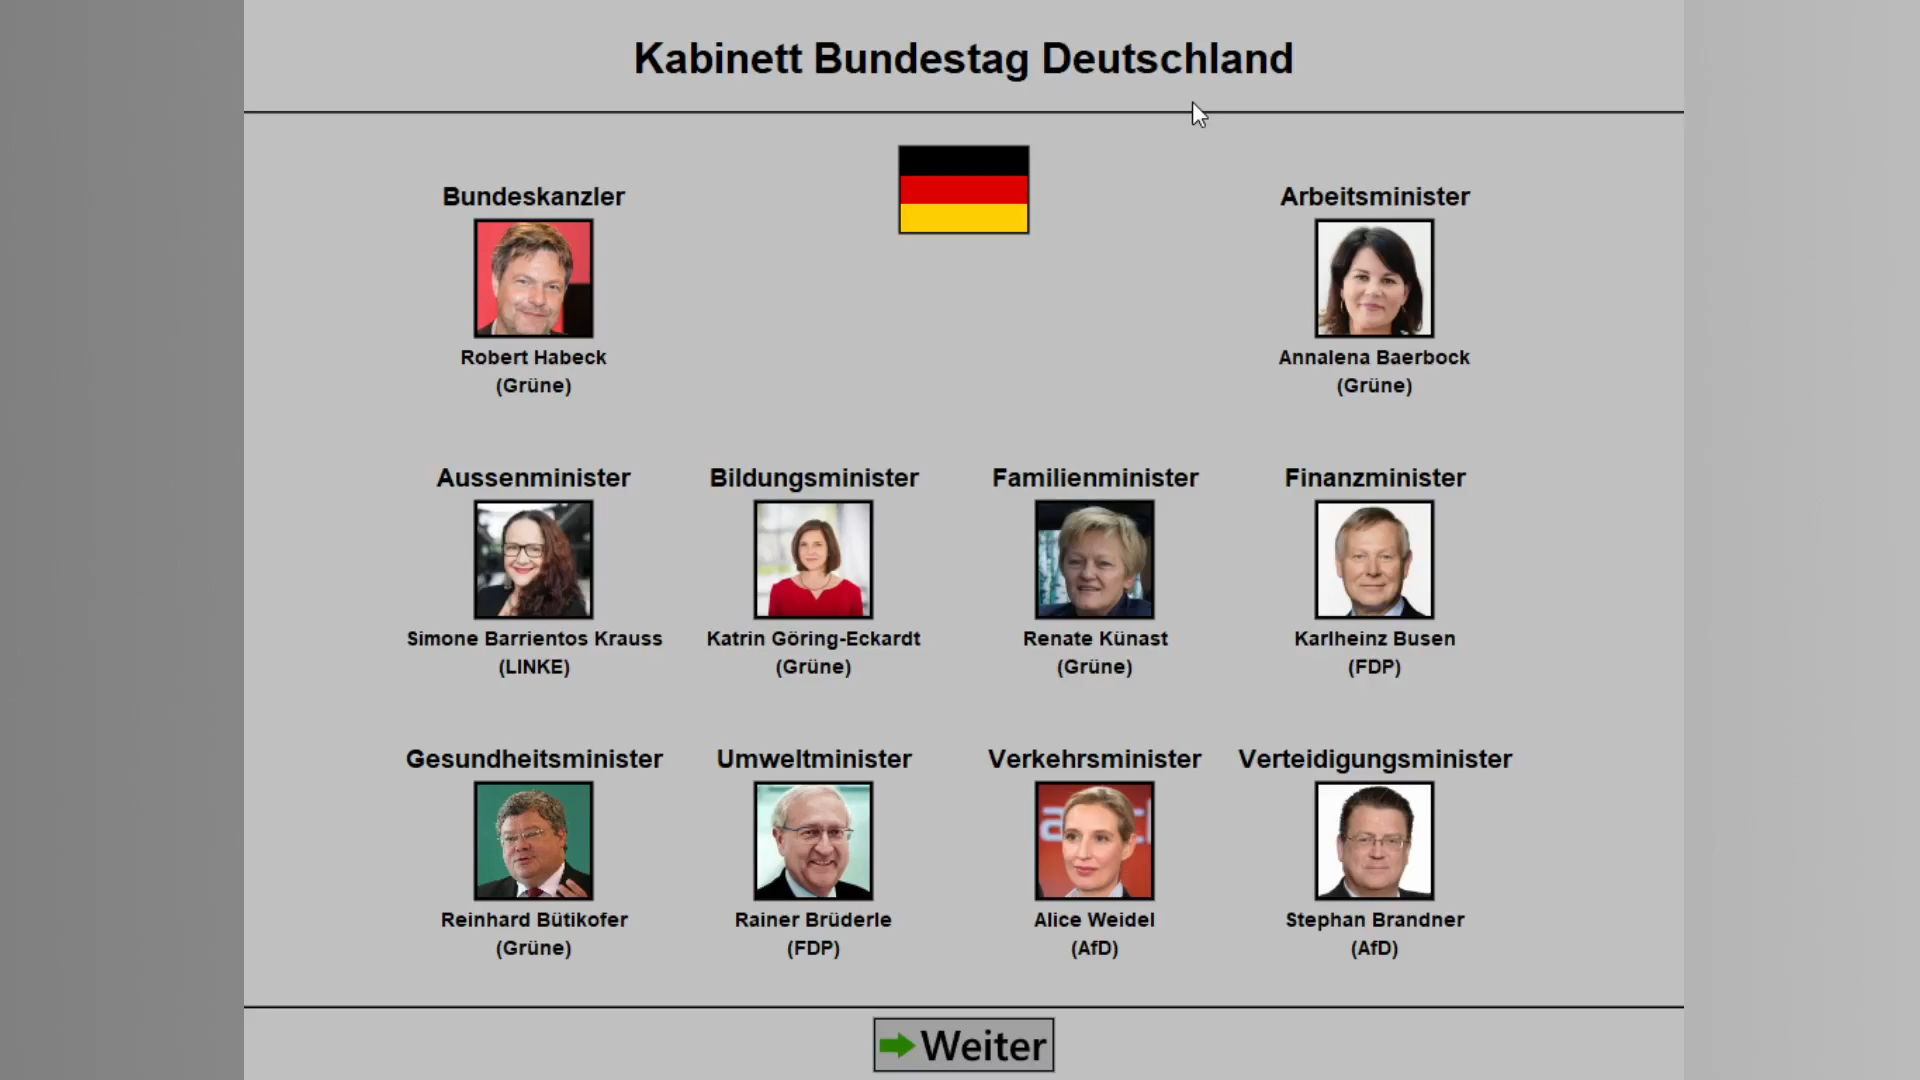 Kabinett Bundestag Deutschland
Bundeskanzler
Robert Habeck
(Grüne)
Arbeitsminister
Annalena Baerbock
(Grüne)
Aussenminister
Simone Barrientos Krauss
(LINKE)
Bildungsminister
Katrin Göring-Eckardt
(Grüne)
Familienminister
Renate Künast
(Grüne)
Finanzminister
Karlheinz Busen
(FDP)
Gesundheitsminister
Reinhard Bütikofer
(Grüne)
Umweltminister
Rainer Brüderle
(FDP)
Verkehrsminister
Alice Weidel
(AfD)
Verteidigungsminister
Stephan Brandner
(AfD)
Weiter